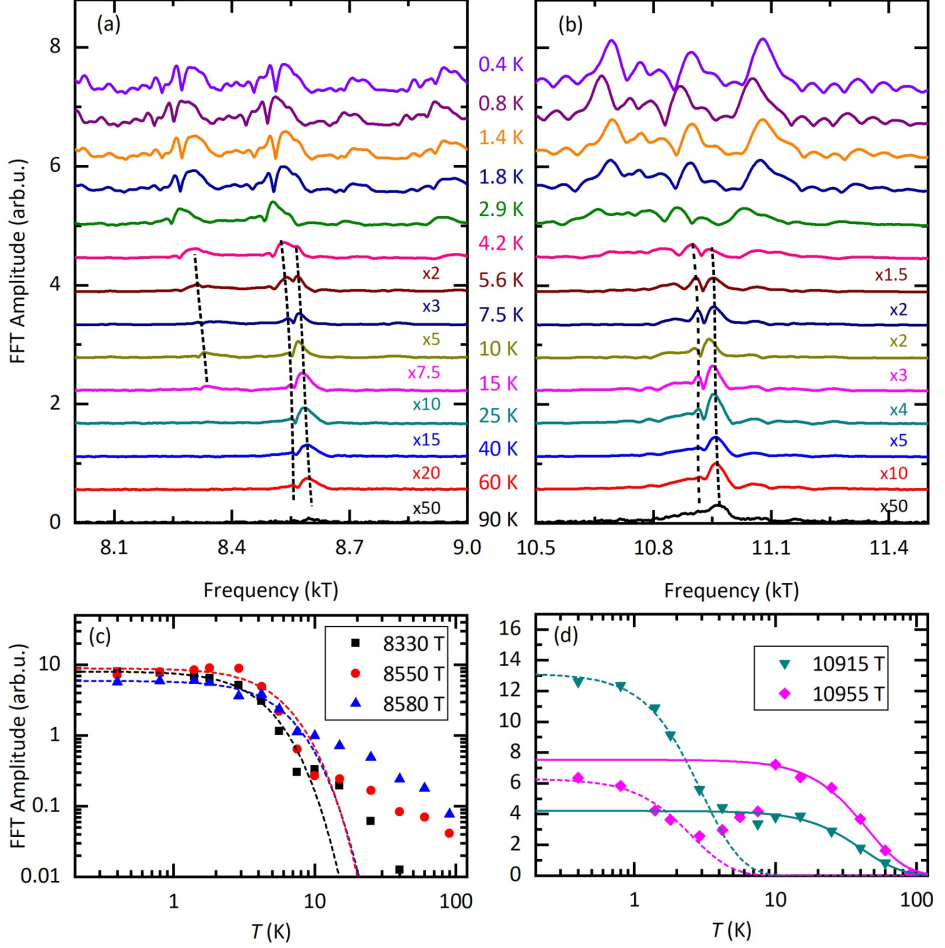 (a)
(b)
FFT Amplitude (arb.u.)
8
6
4
2
0
0.4 K
0.8 K
1.4 K
1.8 K
2.9 K
4.2 K
x2 5.6 K x1.5
x3 7.5 K x2
x5 10 K x2
x7.5 15 K x3
x10 25 K x4
x15 40 K x5
x20 60 K x10
x50 90 K x50
8.1 8.4 8.7 9.0
10.5 10.8 11.1 11.4
Frequency (kT)
Frequency (kT)
(c)
FFT Amplitude (arb.u.)
10
1
0.1
0.01
8330 T
8550 T
8580 T
1 10 100
T (K)
(d)
16
14
12
10
8
6
4
2
0
10915 T
10955 T
1 10 100
T (K)